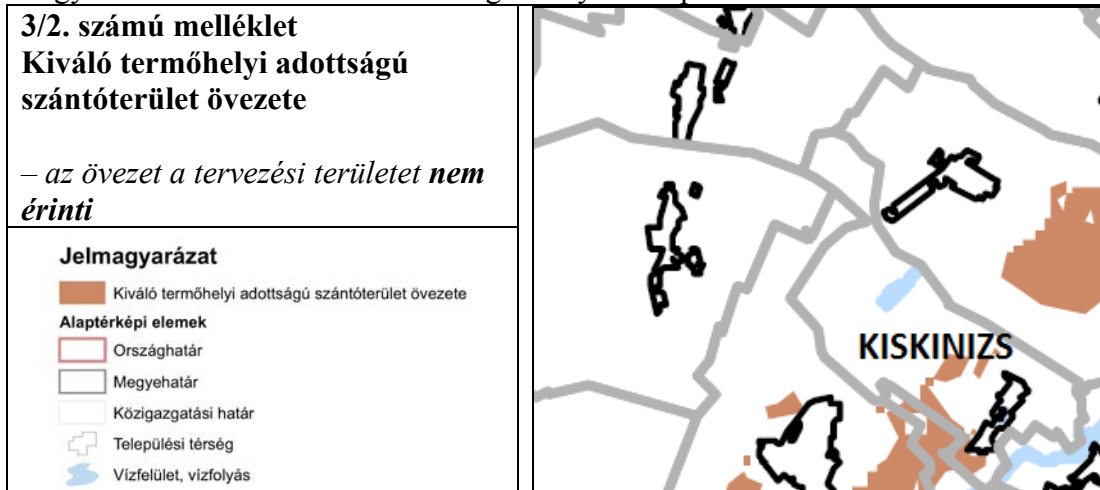 3/2. számú melléklet
Kiváló termőhelyi adottságú
szántóterület övezete
– az övezet a tervezési területet nem
érinti
Jelmagyarázat
Kiváló termőhelyi adottságú szántóterület övezete
Alaptérképi elemek
Országhatár
Megyehatár
Közigazgatási határ
Települési térség
Vízfelület, vízfolyás
KISKINIZS